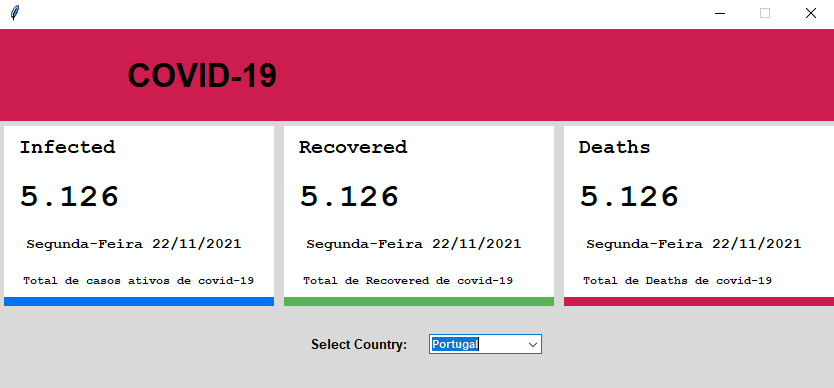 COVID-19
Infected
5.126
Segunda-Feira 22/11/2021
Total de casos ativos de covid-19
Recovered
5.126
Segunda-Feira 22/11/2021
Total de Recovered de covid-19
Deaths
5.126
Segunda-Feira 22/11/2021
Total de Deaths de covid-19
Select Country:
Portugal